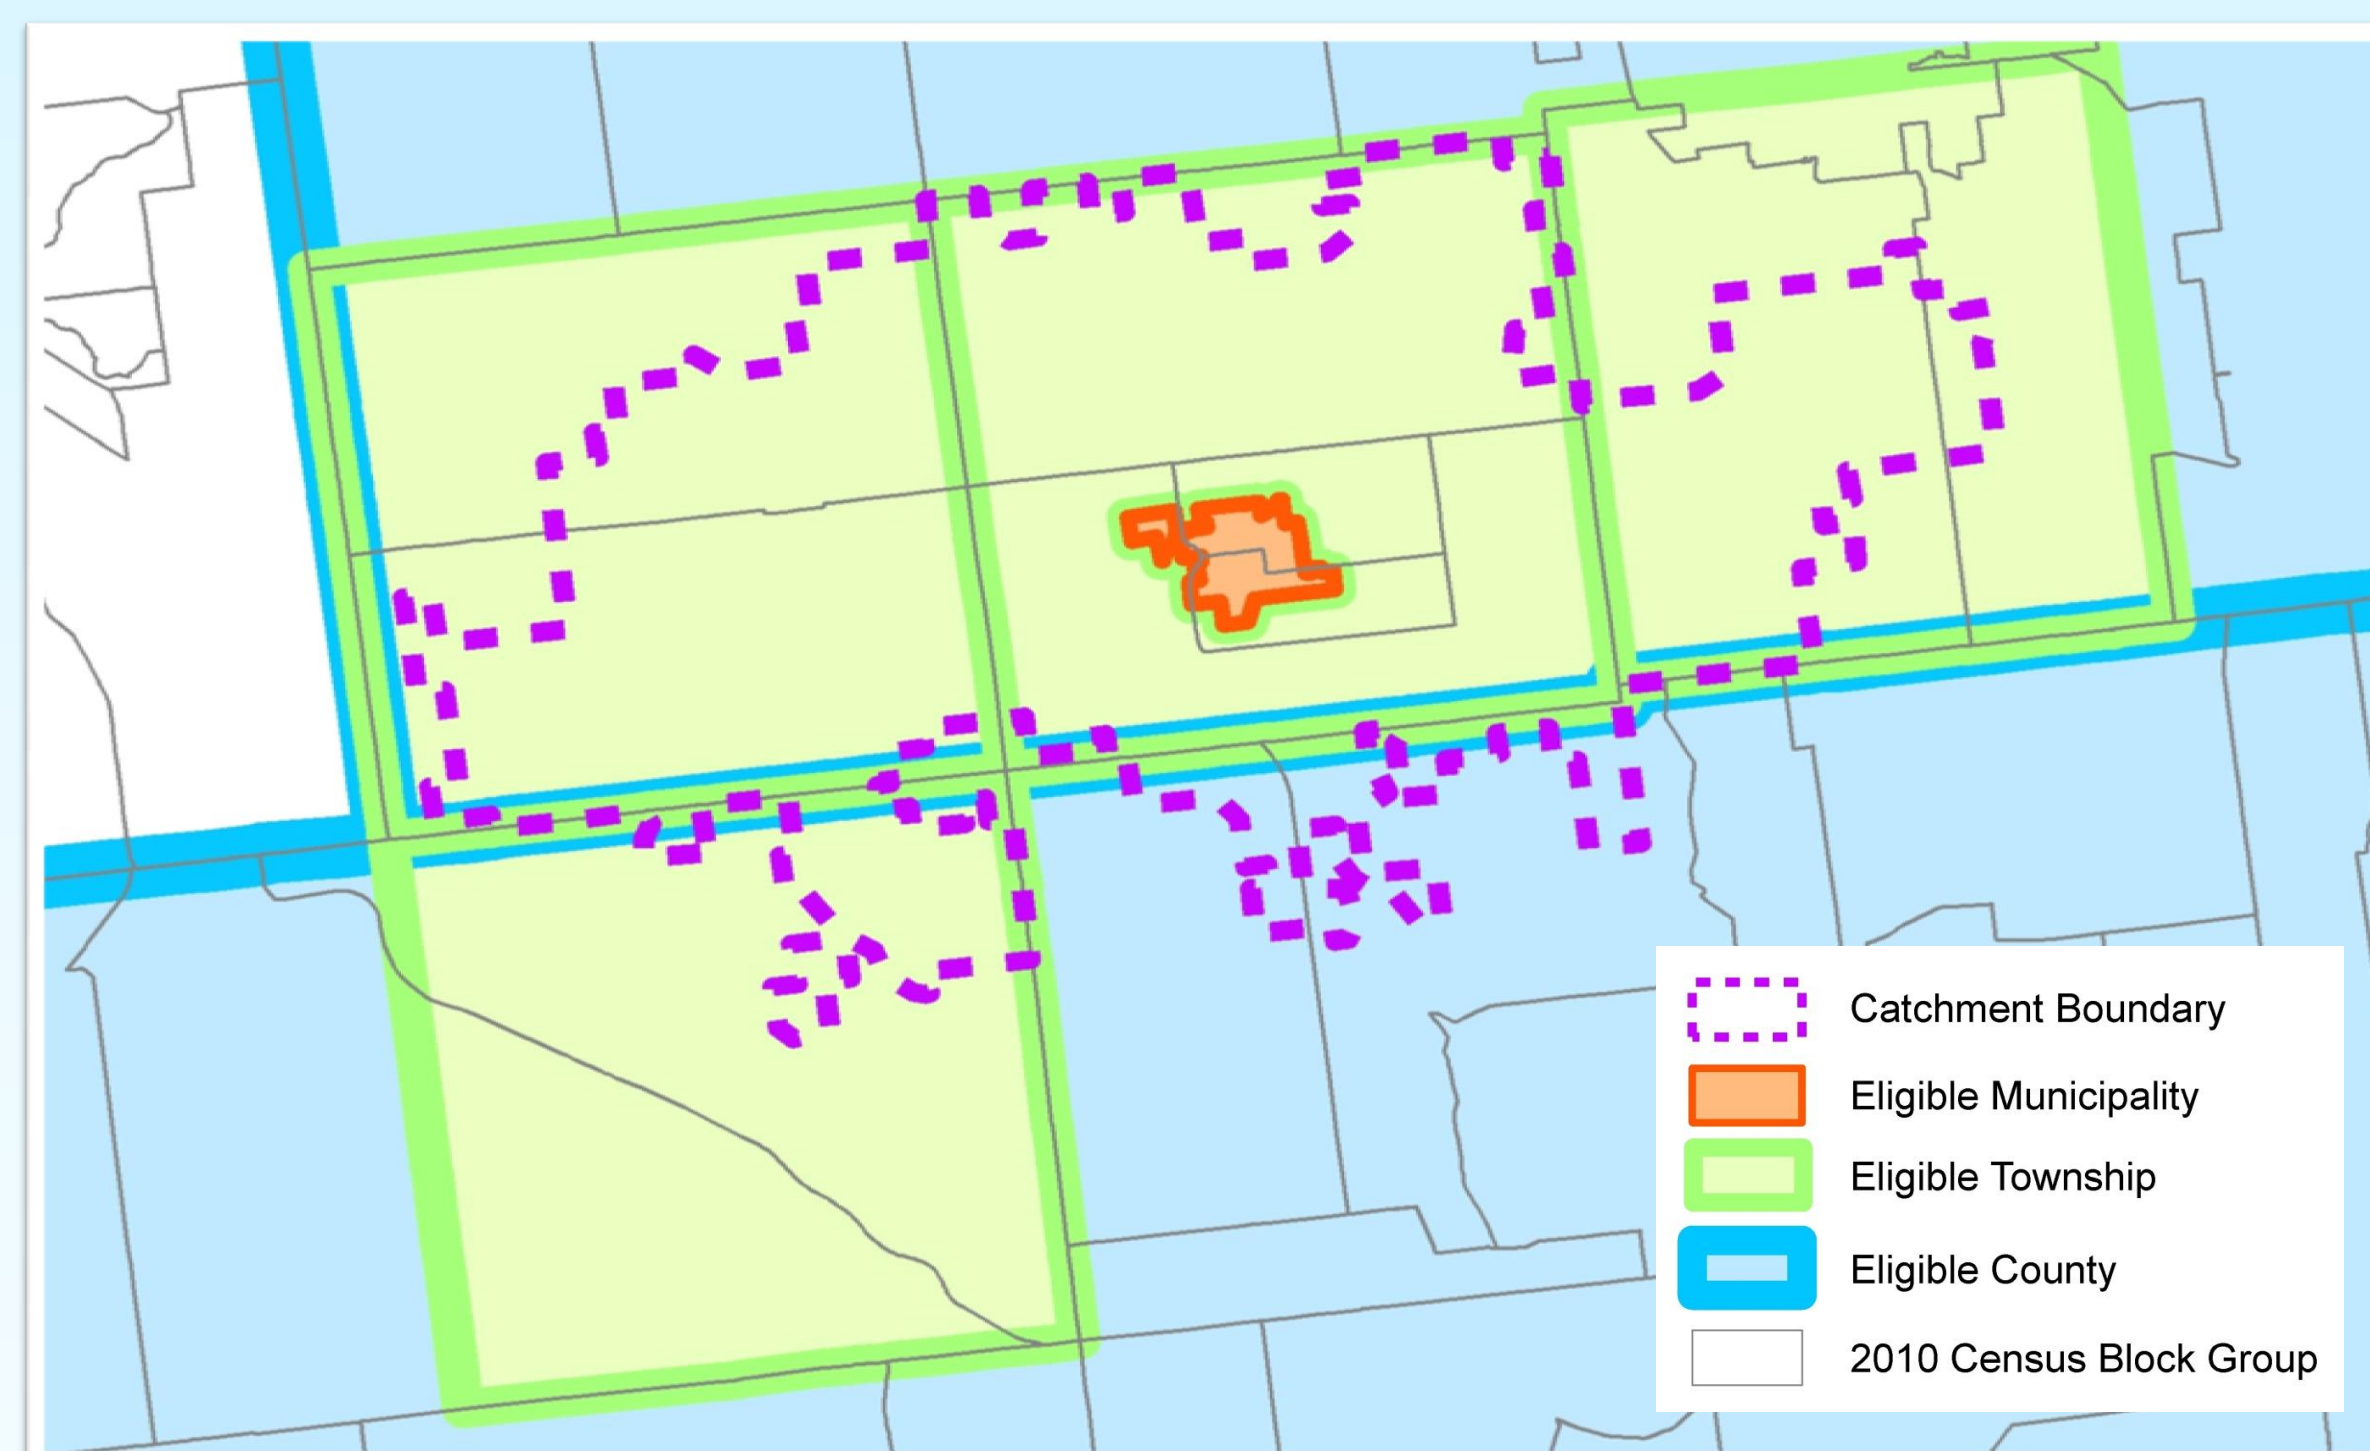 Catchment Boundary
Eligible Municipality
Eligible Township
Eligible County
2010 Census Block Group